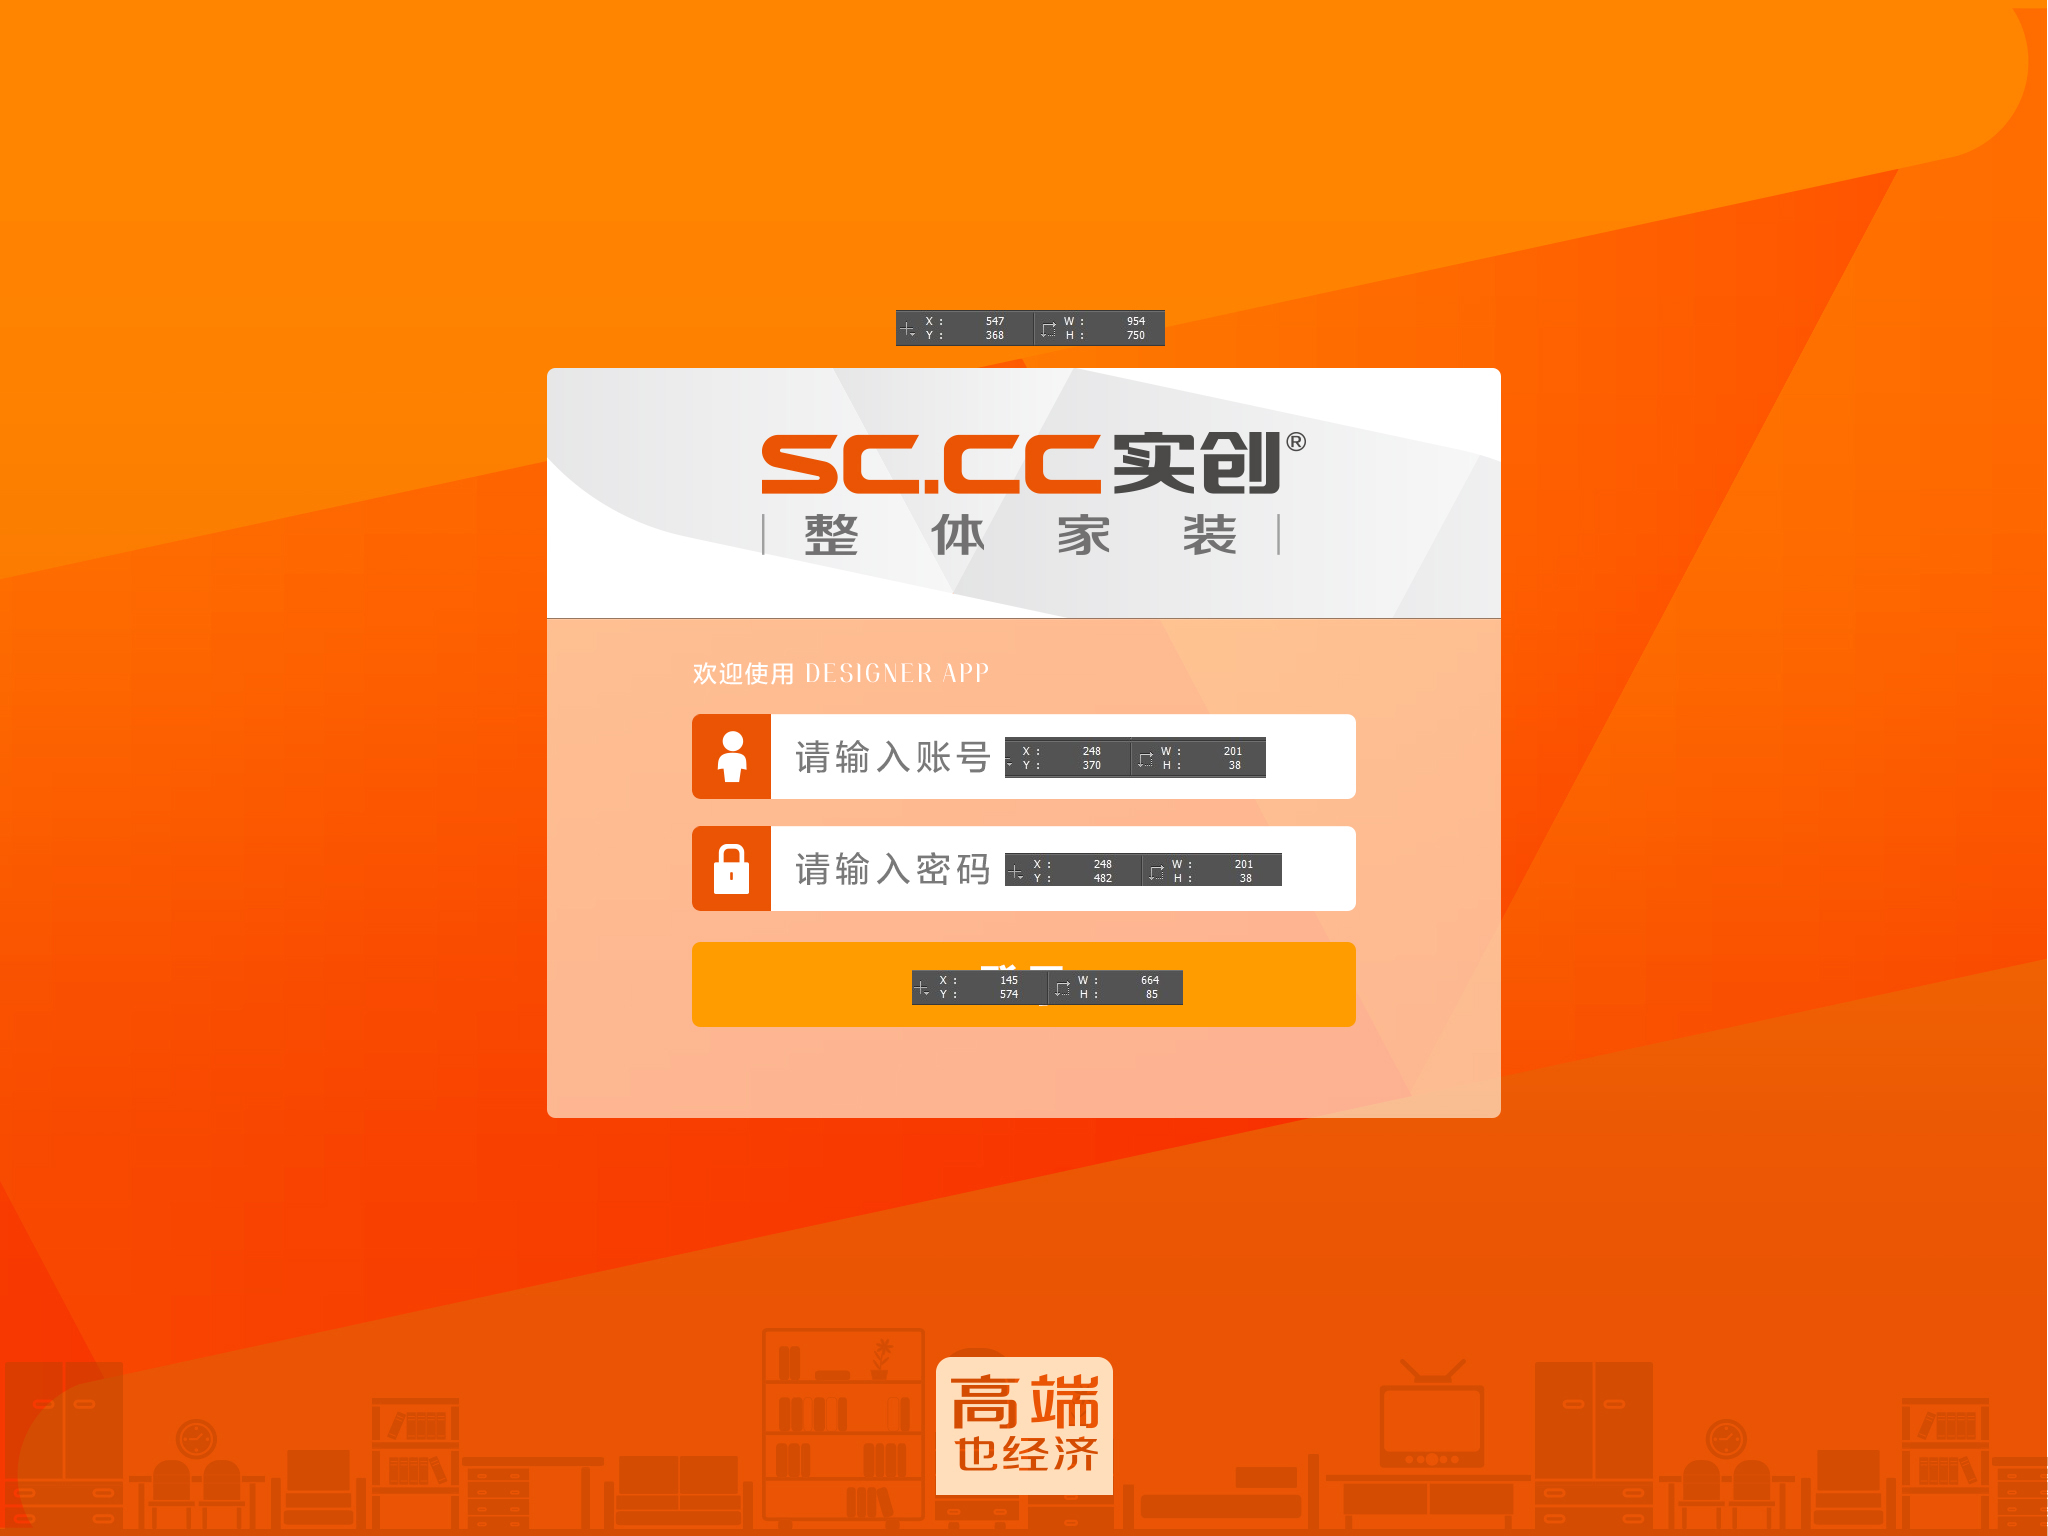 X : 547 W : 954
Y : 368 H : 750
SC.CC实创®
整体家装
欢迎使用 DESIGNER APP
请输入账号
X : 248 W : 201
Y : 370 H : 38
请输入密码
X : 248 W : 201
Y : 482 H : 38
X : 145 W : 664
Y : 574 H : 85
高端
也经济